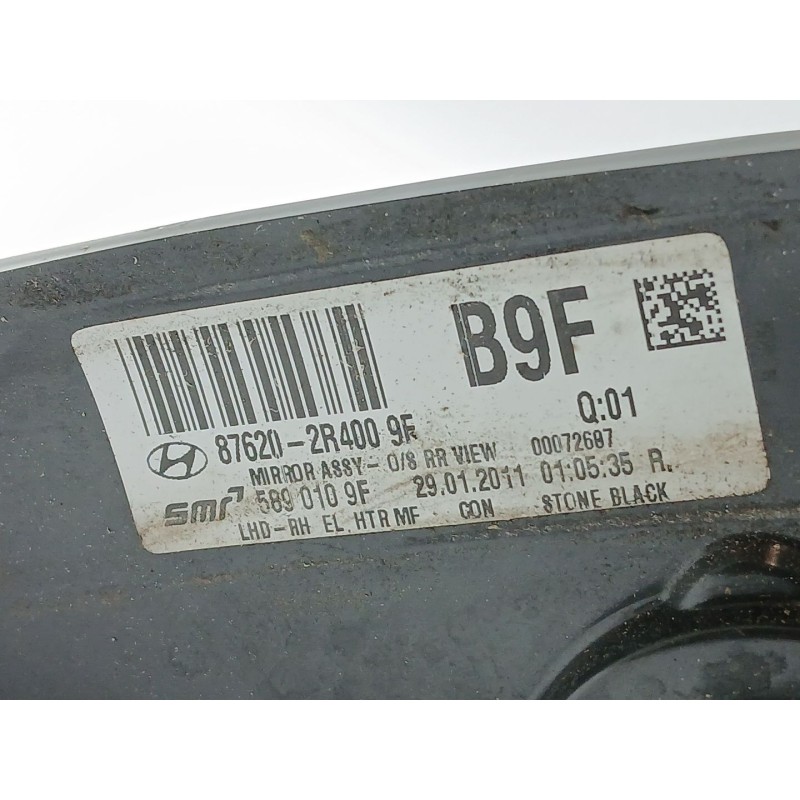 B9F
Q:01
87620-2R400 9F
MIRROR ASSY- O/S RR VIEW 00072697
smr 589 010 9F 29.01.2011 01:05:35 R.
LHD-RH EL HTR MF CON STONE BLACK